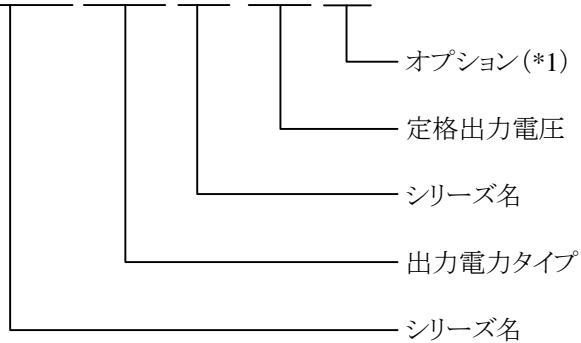 オプション(*1)
定格出力電圧
シリーズ名
出力電力タイプ
シリーズ名